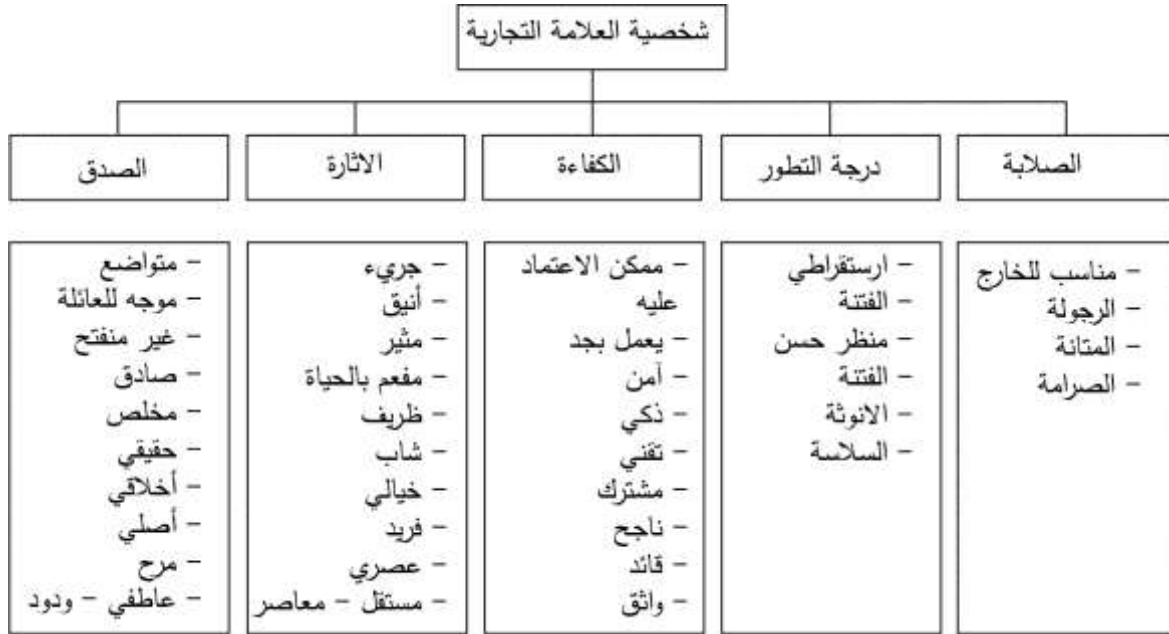 شخصية العلامة التجارية
الصلابة
درجة التطور
الكفاءة
الاثارة
الصدق
- مناسب للخارج
- الرجولة
- المتانة
- الصرامة
- ارستقراطي
- الفتنة
- منظر حسن
- الفتنة
- الانوثة
- السلاسة
- ممكن الاعتماد
عليه
- يعمل بجد
- آمن
- ذكي
- تقني
- مشترك
- ناجح
- قائد
- واثق
- جريء
- أنيق
- مثير
- مفعم بالحياة
- ظريف
- شاب
- خيالي
- فريد
- عصري
- مستقل - معاصر
- متواضع
- موجه للعائلة
- غير منفتح
- صادق
- مخلص
- حقيقي
- أخلاقي
- أصلي
- مرح
- عاطفي - ودود